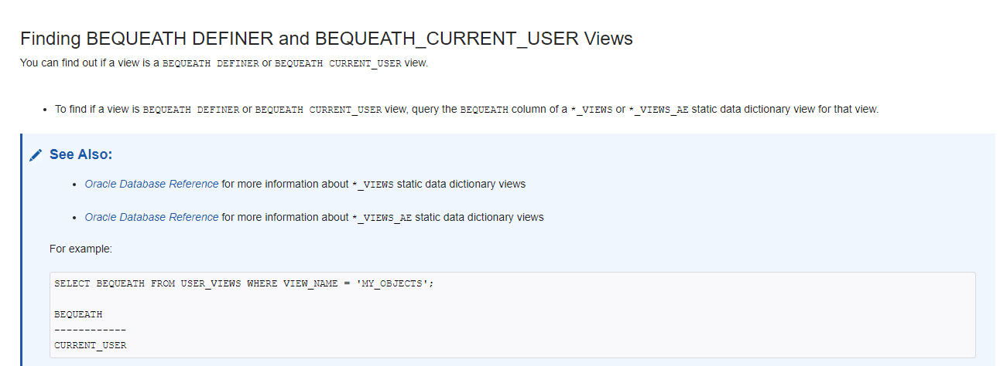 Finding BEQUEATH DEFINER and BEQUEATH_CURRENT_USER Views
You can find out if a view is a BEQUEATH DEFINER or BEQUEATH CURRENT_USER view.
• To find if a view is BEQUEATH DEFINER or BEQUEATH CURRENT_USER view, query the BEQUEATH column of a *_VIEWS or *_VIEWS_AE static data dictionary view for that view.
See Also:
• Oracle Database Reference for more information about *_VIEWS static data dictionary views
• Oracle Database Reference for more information about *_VIEWS_AE static data dictionary views
For example:
SELECT BEQUEATH FROM USER_VIEWS WHERE VIEW_NAME = 'MY_OBJECTS';
BEQUEATH
------------
CURRENT_USER